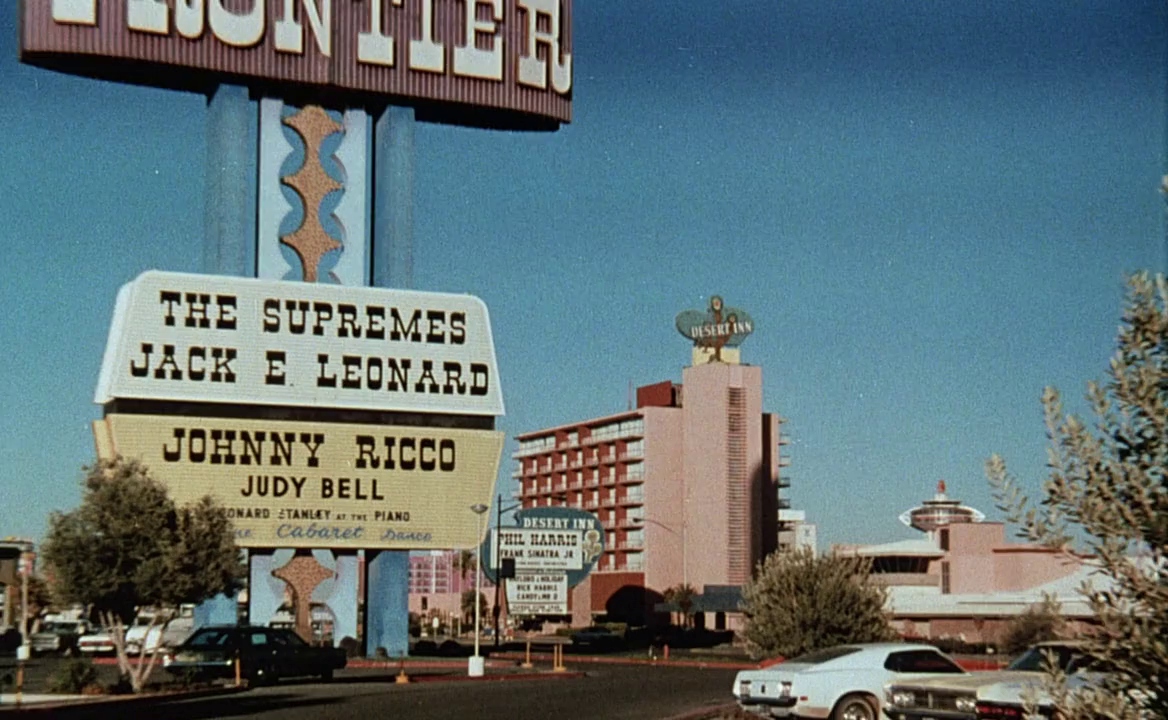 FRONTIER
THE SUPREMES
JACK E. LEONARD
JOHNNY RICCO
JUDY BELL
STANLEY AT THE PIANO
Cabaret
DESERT INN
DESERT INN
PHIL HARRIS
FRANK SINATRA JR